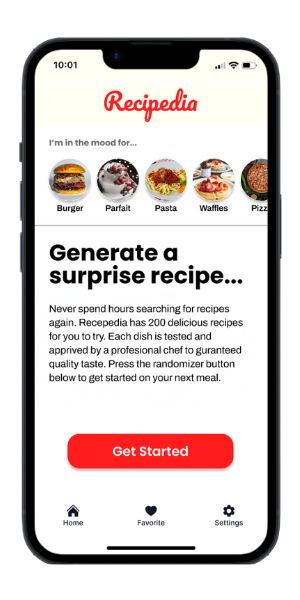 10:01
Recipedia
I'm in the mood for...
Burger Parfait Pasta Waffles Pizz
Generate a
surprise recipe...
Never spend hours searching for recipes
again. Recepedia has 200 delicious recipes
for you to try. Each dish is tested and
apprived by a profesional chef to guranteed
quality taste. Press the randomizer button
below to get started on your next meal.
Get Started
Home Favorite Settings